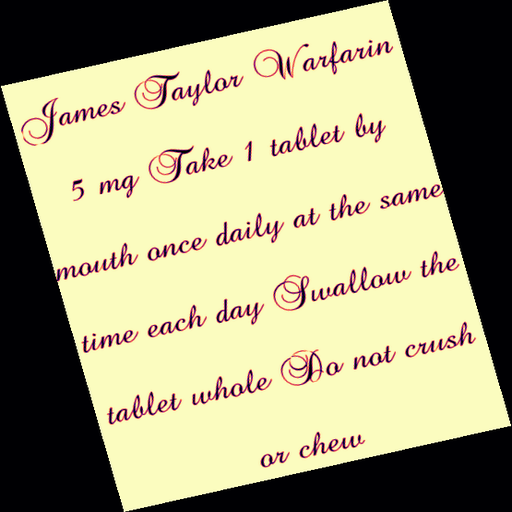 James Taylor Warfarin
5 mg Take 1 tablet by
mouth once daily at the same
time each day Swallow the
tablet whole Do not crush
or chew